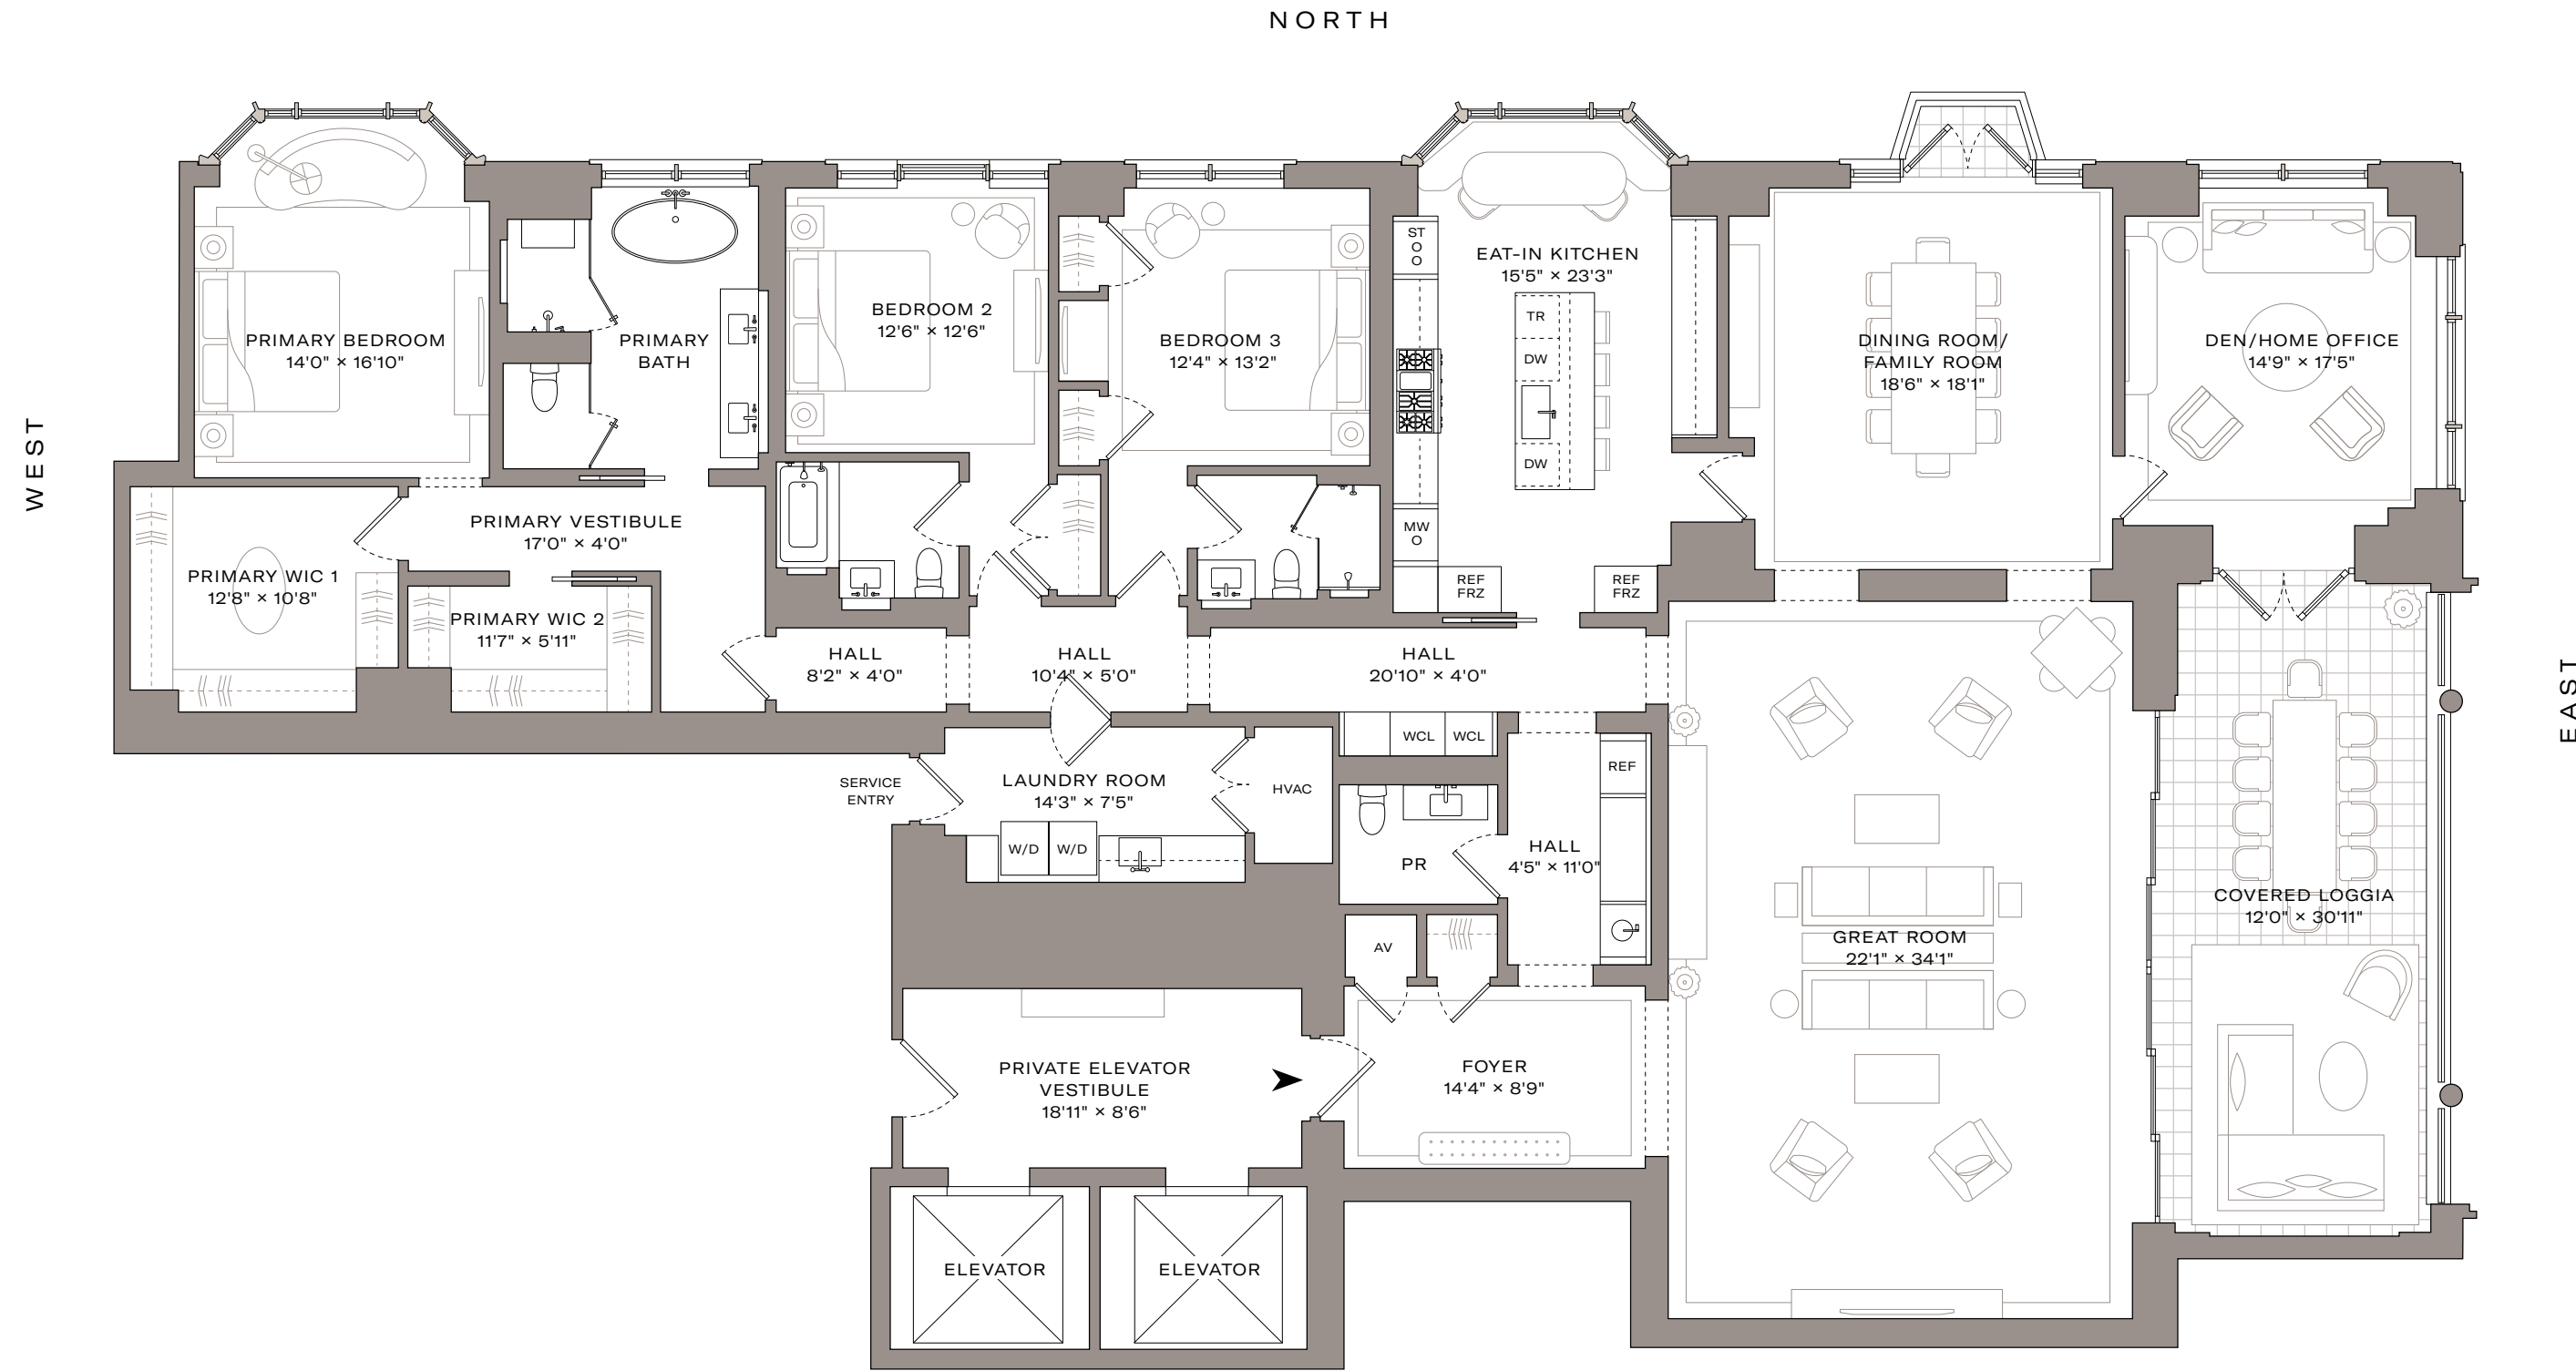 NORTH
WEST
EAST
PRIMARY BEDROOM
14'0" × 16'10"
PRIMARY
BATH
BEDROOM 2
12'6" × 12'6"
BEDROOM 3
12'4" × 13'2"
ST
O
O
EAT-IN KITCHEN
15'5" × 23'3"
TR
DW
DW
MW
O
REF
FRZ
REF
FRZ
DINING ROOM/
FAMILY ROOM
18'6" × 18'1"
DEN/HOME OFFICE
14'9" × 17'5"
PRIMARY VESTIBULE
17'0" × 4'0"
PRIMARY WIC 1
12'8" × 10'8"
PRIMARY WIC 2
11'7" × 5'11"
HALL
8'2" × 4'0"
HALL
10'4" × 5'0"
HALL
20'10" × 4'0"
SERVICE
ENTRY
LAUNDRY ROOM
14'3" × 7'5"
W/D
W/D
HVAC
WCL
WCL
REF
PR
HALL
4'5" × 11'0"
AV
GREAT ROOM
22'1" × 34'1"
COVERED LOGGIA
12'0" × 30'11"
PRIVATE ELEVATOR
VESTIBULE
18'11" × 8'6"
FOYER
14'4" × 8'9"
ELEVATOR
ELEVATOR